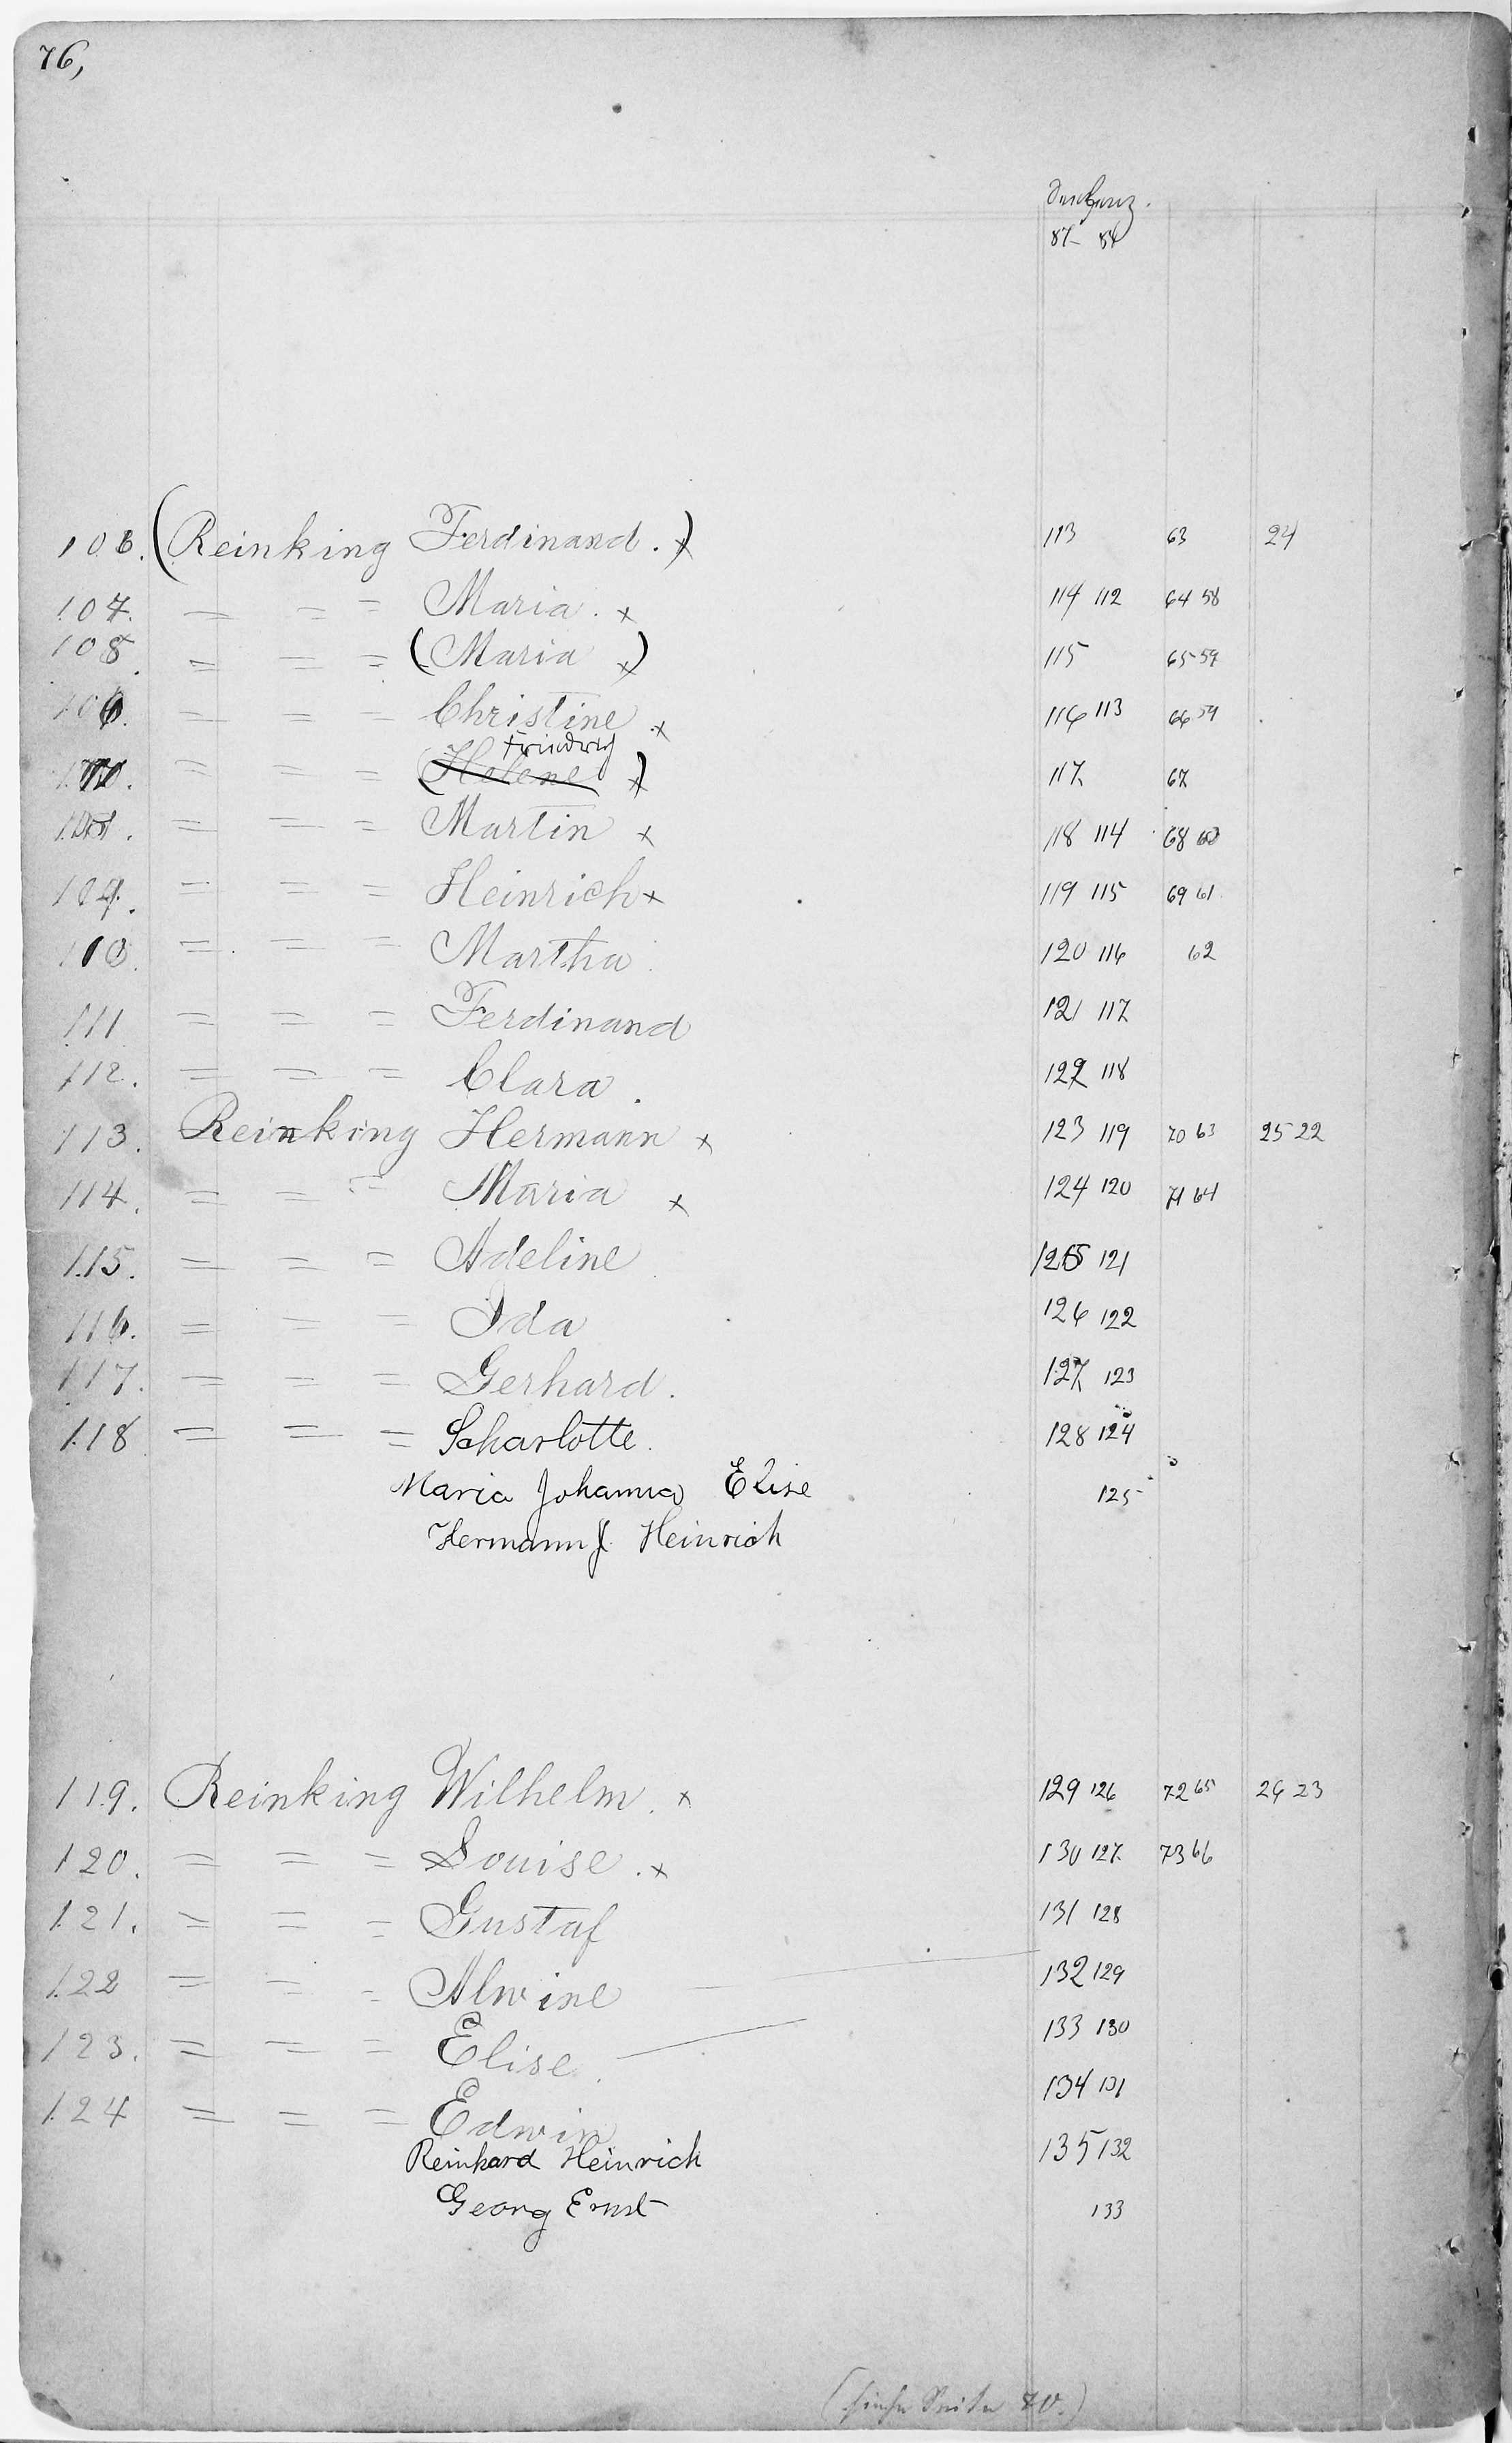 76,
87 88
106. (Reinking Ferdinand. x) 113 63 24
107. = = = Maria. x 114 112 64 58
108. = = = (Maria x) 115 65 59
= = = Christine x 116 113 66 59
Friedrich
= = = (Helene x) 117 67
= = = Martin x 118 114 68 60
109. = = = Heinrich x 119 115 69 61
110. = = = Martha 120 116 62
111 = = = Ferdinand 121 117
112. = = = Clara. 122 118
113. Reinking Hermann x 123 119 70 63 25 22
114. = = = Maria x 124 120 71 64
115. = = = Adeline 125 121
116. = = = Ida 126 122
117. = = = Gerhard. 127 123
118 = = = Scharlotte. 128 124
Maria Johanna Elise 125
Hermann J. Heinrich
119. Reinking Wilhelm. x 129 126 72 65 26 23
120. = = = Louise. x 130 127. 73 66
121. = = = Gustaf 131 128
122 = = = Alwine 132 129
123. = = = Elise. 133 130
124 = = = Edwin 134 131
Reinhard Heinrich 135 132
Georg Ernst 133
(siehe Seite 70.)